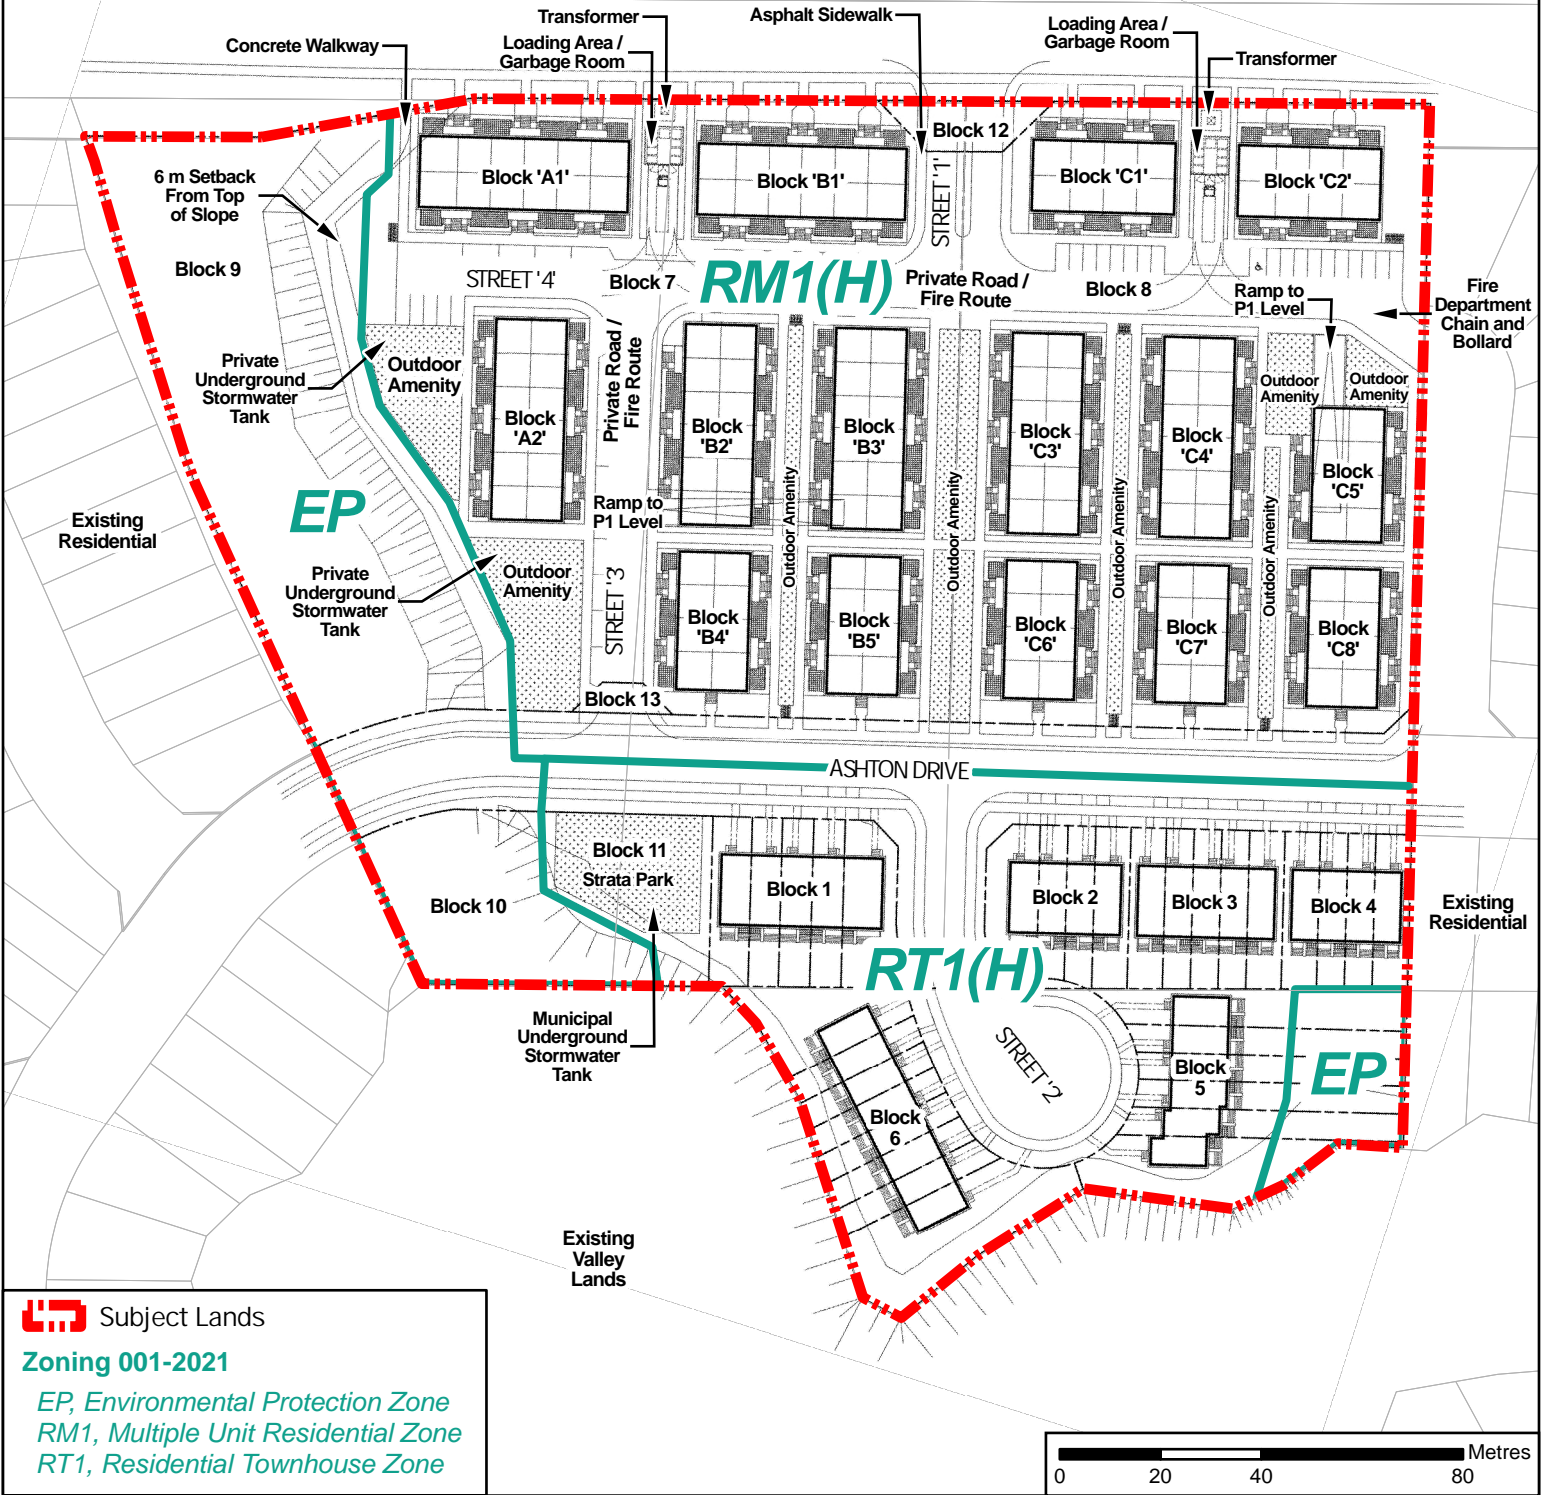 Transformer
Asphalt Sidewalk
Loading Area /
Garbage Room
Concrete Walkway
Loading Area /
Garbage Room
Transformer
Block 12
6 m Setback
From Top
of Slope
Block 'A1'
Block 'B1'
Block 'C1'
Block 'C2'
STREET '1'
Block 9
STREET '4'
Block 7
RM1(H)
Private Road /
Fire Route
Block 8
Ramp to
P1 Level
Fire
Department
Chain and
Bollard
Private
Underground
Stormwater
Tank
Outdoor
Amenity
Private Road /
Fire Route
Outdoor
Amenity
Outdoor
Amenity
Block
'A2'
Block
'B2'
Block
'B3'
Block
'C3'
Block
'C4'
Block
'C5'
EP
Existing
Residential
Ramp to
P1 Level
Outdoor Amenity
Outdoor Amenity
Outdoor Amenity
Outdoor Amenity
Private
Underground
Stormwater
Tank
Outdoor
Amenity
STREET '3'
Block
'B4'
Block
'B5'
Block
'C6'
Block
'C7'
Block
'C8'
Block 13
ASHTON DRIVE
Block 11
Strata Park
Block 1
Block 2
Block 3
Block 4
Block 10
Existing
Residential
RT1(H)
Municipal
Underground
Stormwater
Tank
STREET '2'
Block
5
EP
Block
6
Existing
Valley
Lands
Subject Lands
Zoning 001-2021
EP, Environmental Protection Zone
RM1, Multiple Unit Residential Zone
RT1, Residential Townhouse Zone
Metres
0 20 40 80